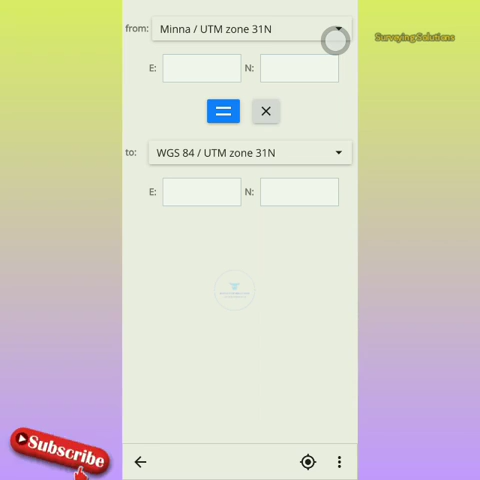 from:
Minna / UTM zone 31N
SurveyingSolutions
E:
N:
to:
WGS 84 / UTM zone 31N
E:
N:
Subscribe